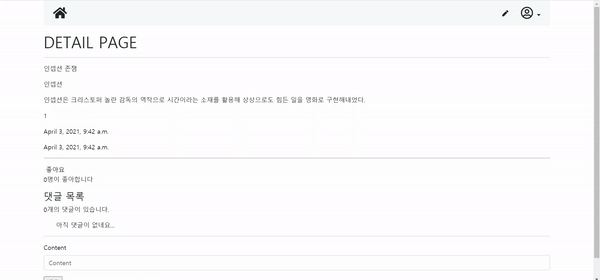 DETAIL PAGE
인셉션 존잼
인셉션
인셉션은 크리스토퍼 놀란 감독의 역작으로 시간이라는 소재를 활용해 상상으로도 힘든 일을 영화로 구현해내었다.
1
April 3, 2021, 9:42 a.m.
April 3, 2021, 9:42 a.m.
좋아요
0명이 좋아합니다
댓글 목록
0개의 댓글이 있습니다.
아직 댓글이 없네요...
Content
Content